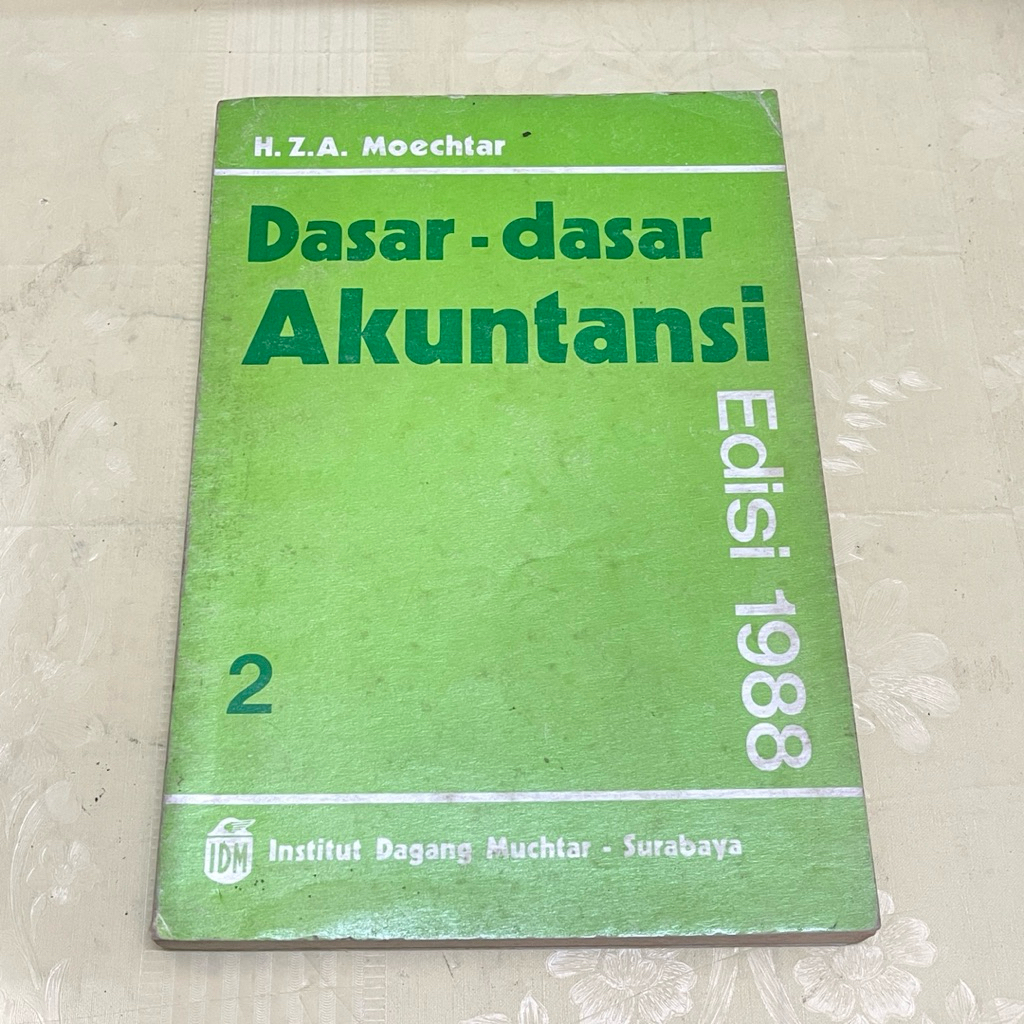 H. Z. A. Moechtar
Dasar - dasar
Akuntansi
Edisi 1988
2
IDM
Institut Dagang Muchtar - Surabaya